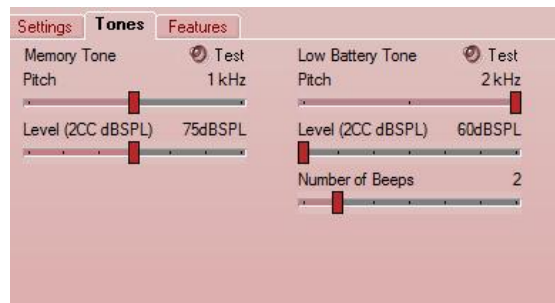 Settings Tones Features
Memory Tone Test
Pitch 1 kHz
Level (2CC dBSPL) 75dBSPL
Low Battery Tone Test
Pitch 2 kHz
Level (2CC dBSPL) 60dBSPL
Number of Beeps 2